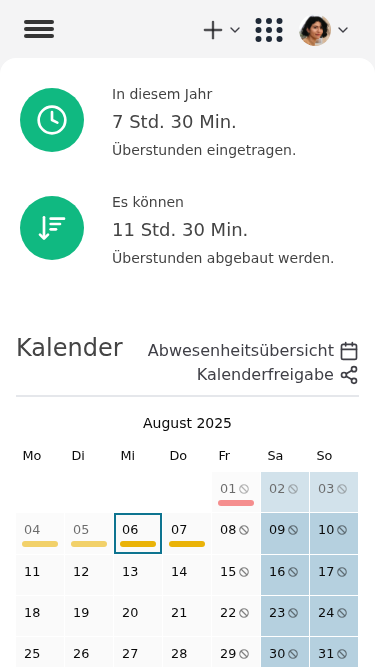 In diesem Jahr
7 Std. 30 Min.
Überstunden eingetragen.
Es können
11 Std. 30 Min.
Überstunden abgebaut werden.
Kalender
Abwesenheitsübersicht
Kalenderfreigabe
August 2025
Mo Di Mi Do Fr Sa So
01 02 03
04 05 06 07 08 09 10
11 12 13 14 15 16 17
18 19 20 21 22 23 24
25 26 27 28 29 30 31